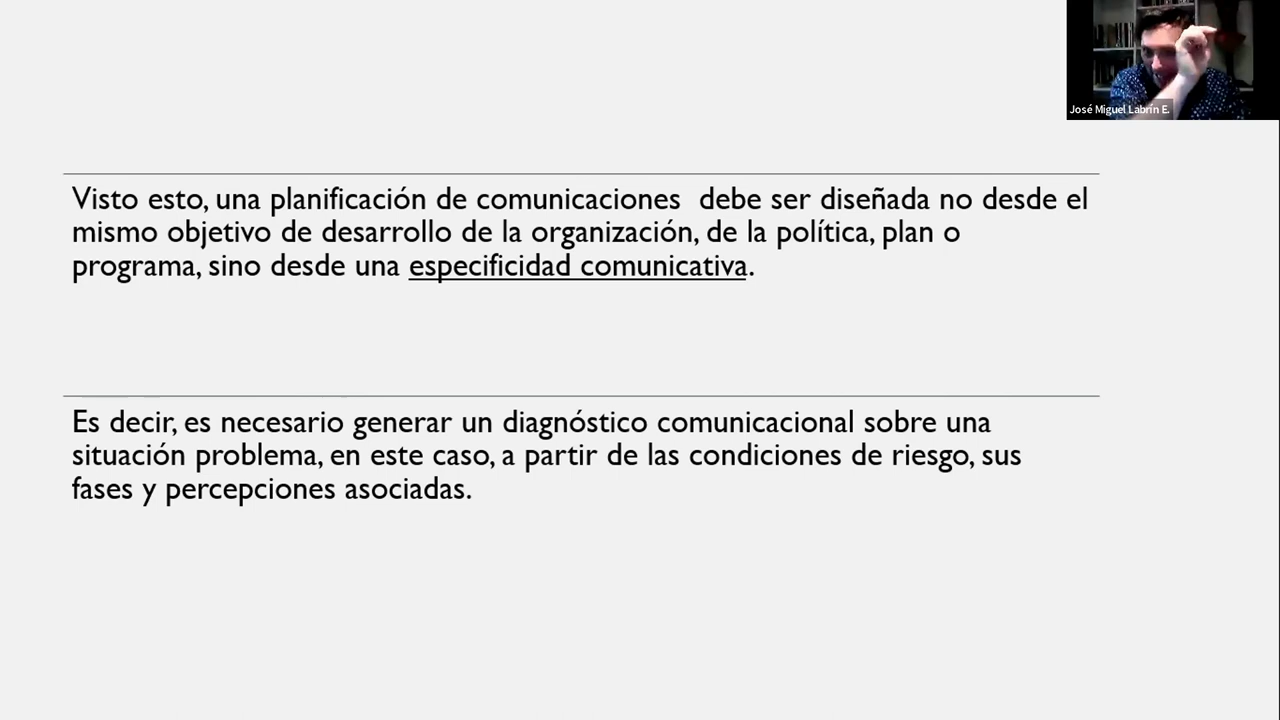 José Miguel Labrín E.
Visto esto, una planificación de comunicaciones  debe ser diseñada no desde el
mismo objetivo de desarrollo de la organización, de la política, plan o
programa, sino desde una especificidad comunicativa.
Es decir, es necesario generar un diagnóstico comunicacional sobre una
situación problema, en este caso, a partir de las condiciones de riesgo, sus
fases y percepciones asociadas.